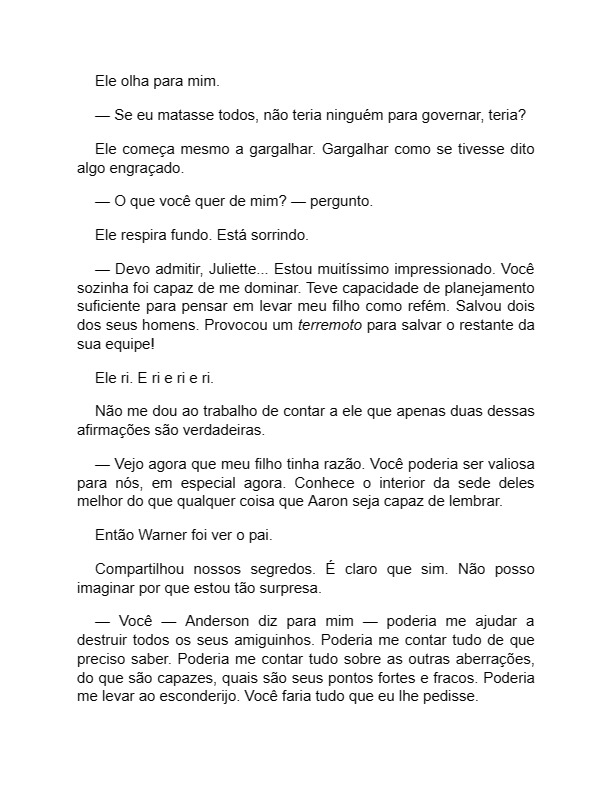 Ele olha para mim.
— Se eu matasse todos, não teria ninguém para governar, teria?
Ele começa mesmo a gargalhar. Gargalhar como se tivesse dito
algo engraçado.
— O que você quer de mim? — pergunto.
Ele respira fundo. Está sorrindo.
— Devo admitir, Juliette... Estou muitíssimo impressionado. Você
sozinha foi capaz de me dominar. Teve capacidade de planejamento
suficiente para pensar em levar meu filho como refém. Salvou dois
dos seus homens. Provocou um terremoto para salvar o restante da
sua equipe!
Ele ri. E ri e ri e ri.
Não me dou ao trabalho de contar a ele que apenas duas dessas
afirmações são verdadeiras.
— Vejo agora que meu filho tinha razão. Você poderia ser valiosa
para nós, em especial agora. Conhece o interior da sede deles
melhor do que qualquer coisa que Aaron seja capaz de lembrar.
Então Warner foi ver o pai.
Compartilhou nossos segredos. É claro que sim. Não posso
imaginar por que estou tão surpresa.
— Você — Anderson diz para mim — poderia me ajudar a
destruir todos os seus amiguinhos. Poderia me contar tudo de que
preciso saber. Poderia me contar tudo sobre as outras aberrações,
do que são capazes, quais são seus pontos fortes e fracos. Poderia
me levar ao esconderijo. Você faria tudo que eu lhe pedisse.